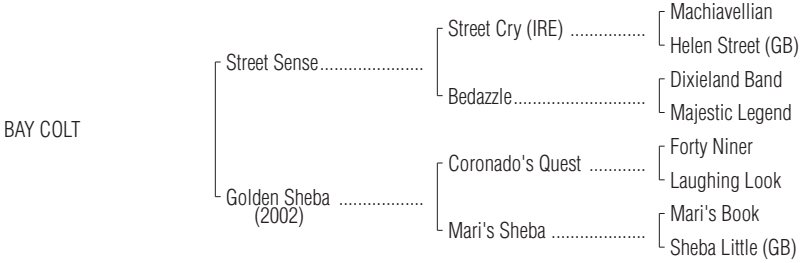 Machiavellian
Street Cry (IRE) ................
Helen Street (GB)
Street Sense......................
Dixieland Band
Bedazzle............................
Majestic Legend
BAY COLT
Forty Niner
Coronado's Quest ............
Laughing Look
Golden Sheba ..................
(2002)
Mari's Book
Mari's Sheba ....................
Sheba Little (GB)